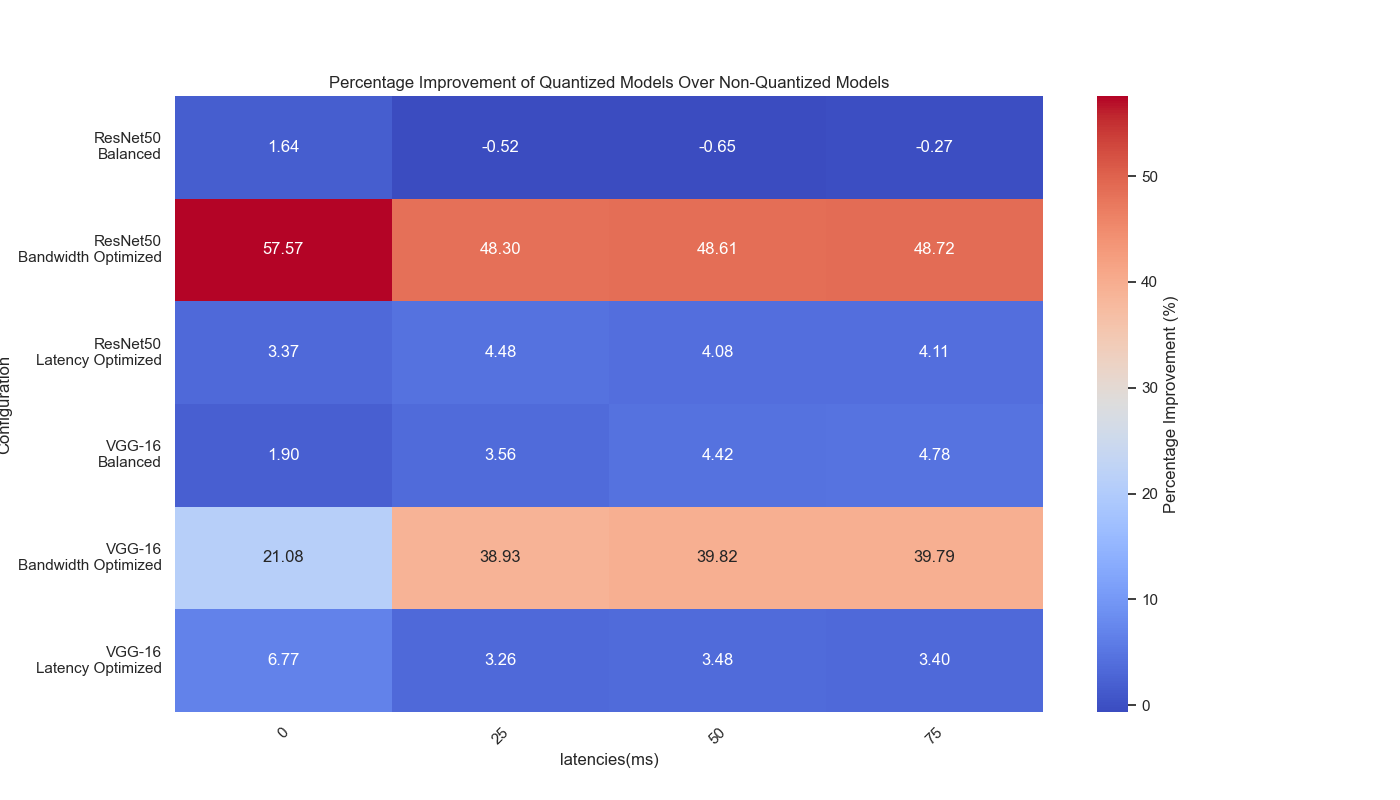 Percentage Improvement of Quantized Models Over Non-Quantized Models
Configuration
ResNet50
Balanced
1.64
-0.52
-0.65
-0.27
ResNet50
Bandwidth Optimized
57.57
48.30
48.61
48.72
ResNet50
Latency Optimized
3.37
4.48
4.08
4.11
VGG-16
Balanced
1.90
3.56
4.42
4.78
VGG-16
Bandwidth Optimized
21.08
38.93
39.82
39.79
VGG-16
Latency Optimized
6.77
3.26
3.48
3.40
0
25
50
75
latencies(ms)
50
40
30
20
10
0
Percentage Improvement (%)